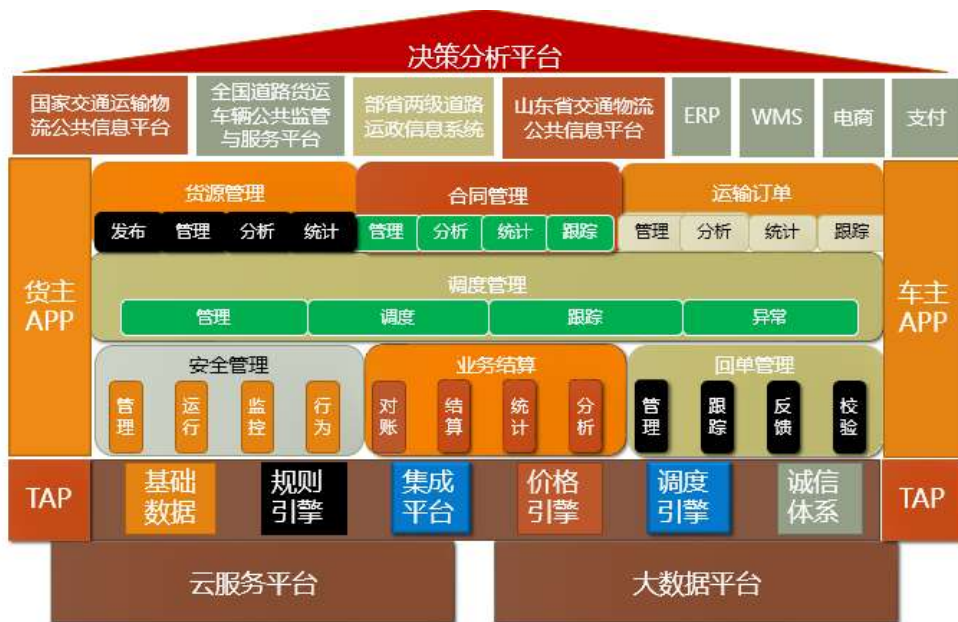 决策分析平台
国家交通运输物
流公共信息平台
全国道路货运
车辆公共监管
与服务平台
部省两级道路
运政信息系统
山东省交通物流
公共信息平台
ERP
WMS
电商
支付
货主
APP
货源管理
发布 管理 分析 统计
合同管理
管理 分析 统计 跟踪
运输订单
管理 分析 统计 跟踪
调度管理
管理 调度 跟踪 异常
安全管理
管理 运行 监控 行为
业务结算
对账 结算 统计 分析
回单管理
管理 跟踪 反馈 校验
车主
APP
TAP
基础
数据
规则
引擎
集成
平台
价格
引擎
调度
引擎
诚信
体系
TAP
云服务平台
大数据平台